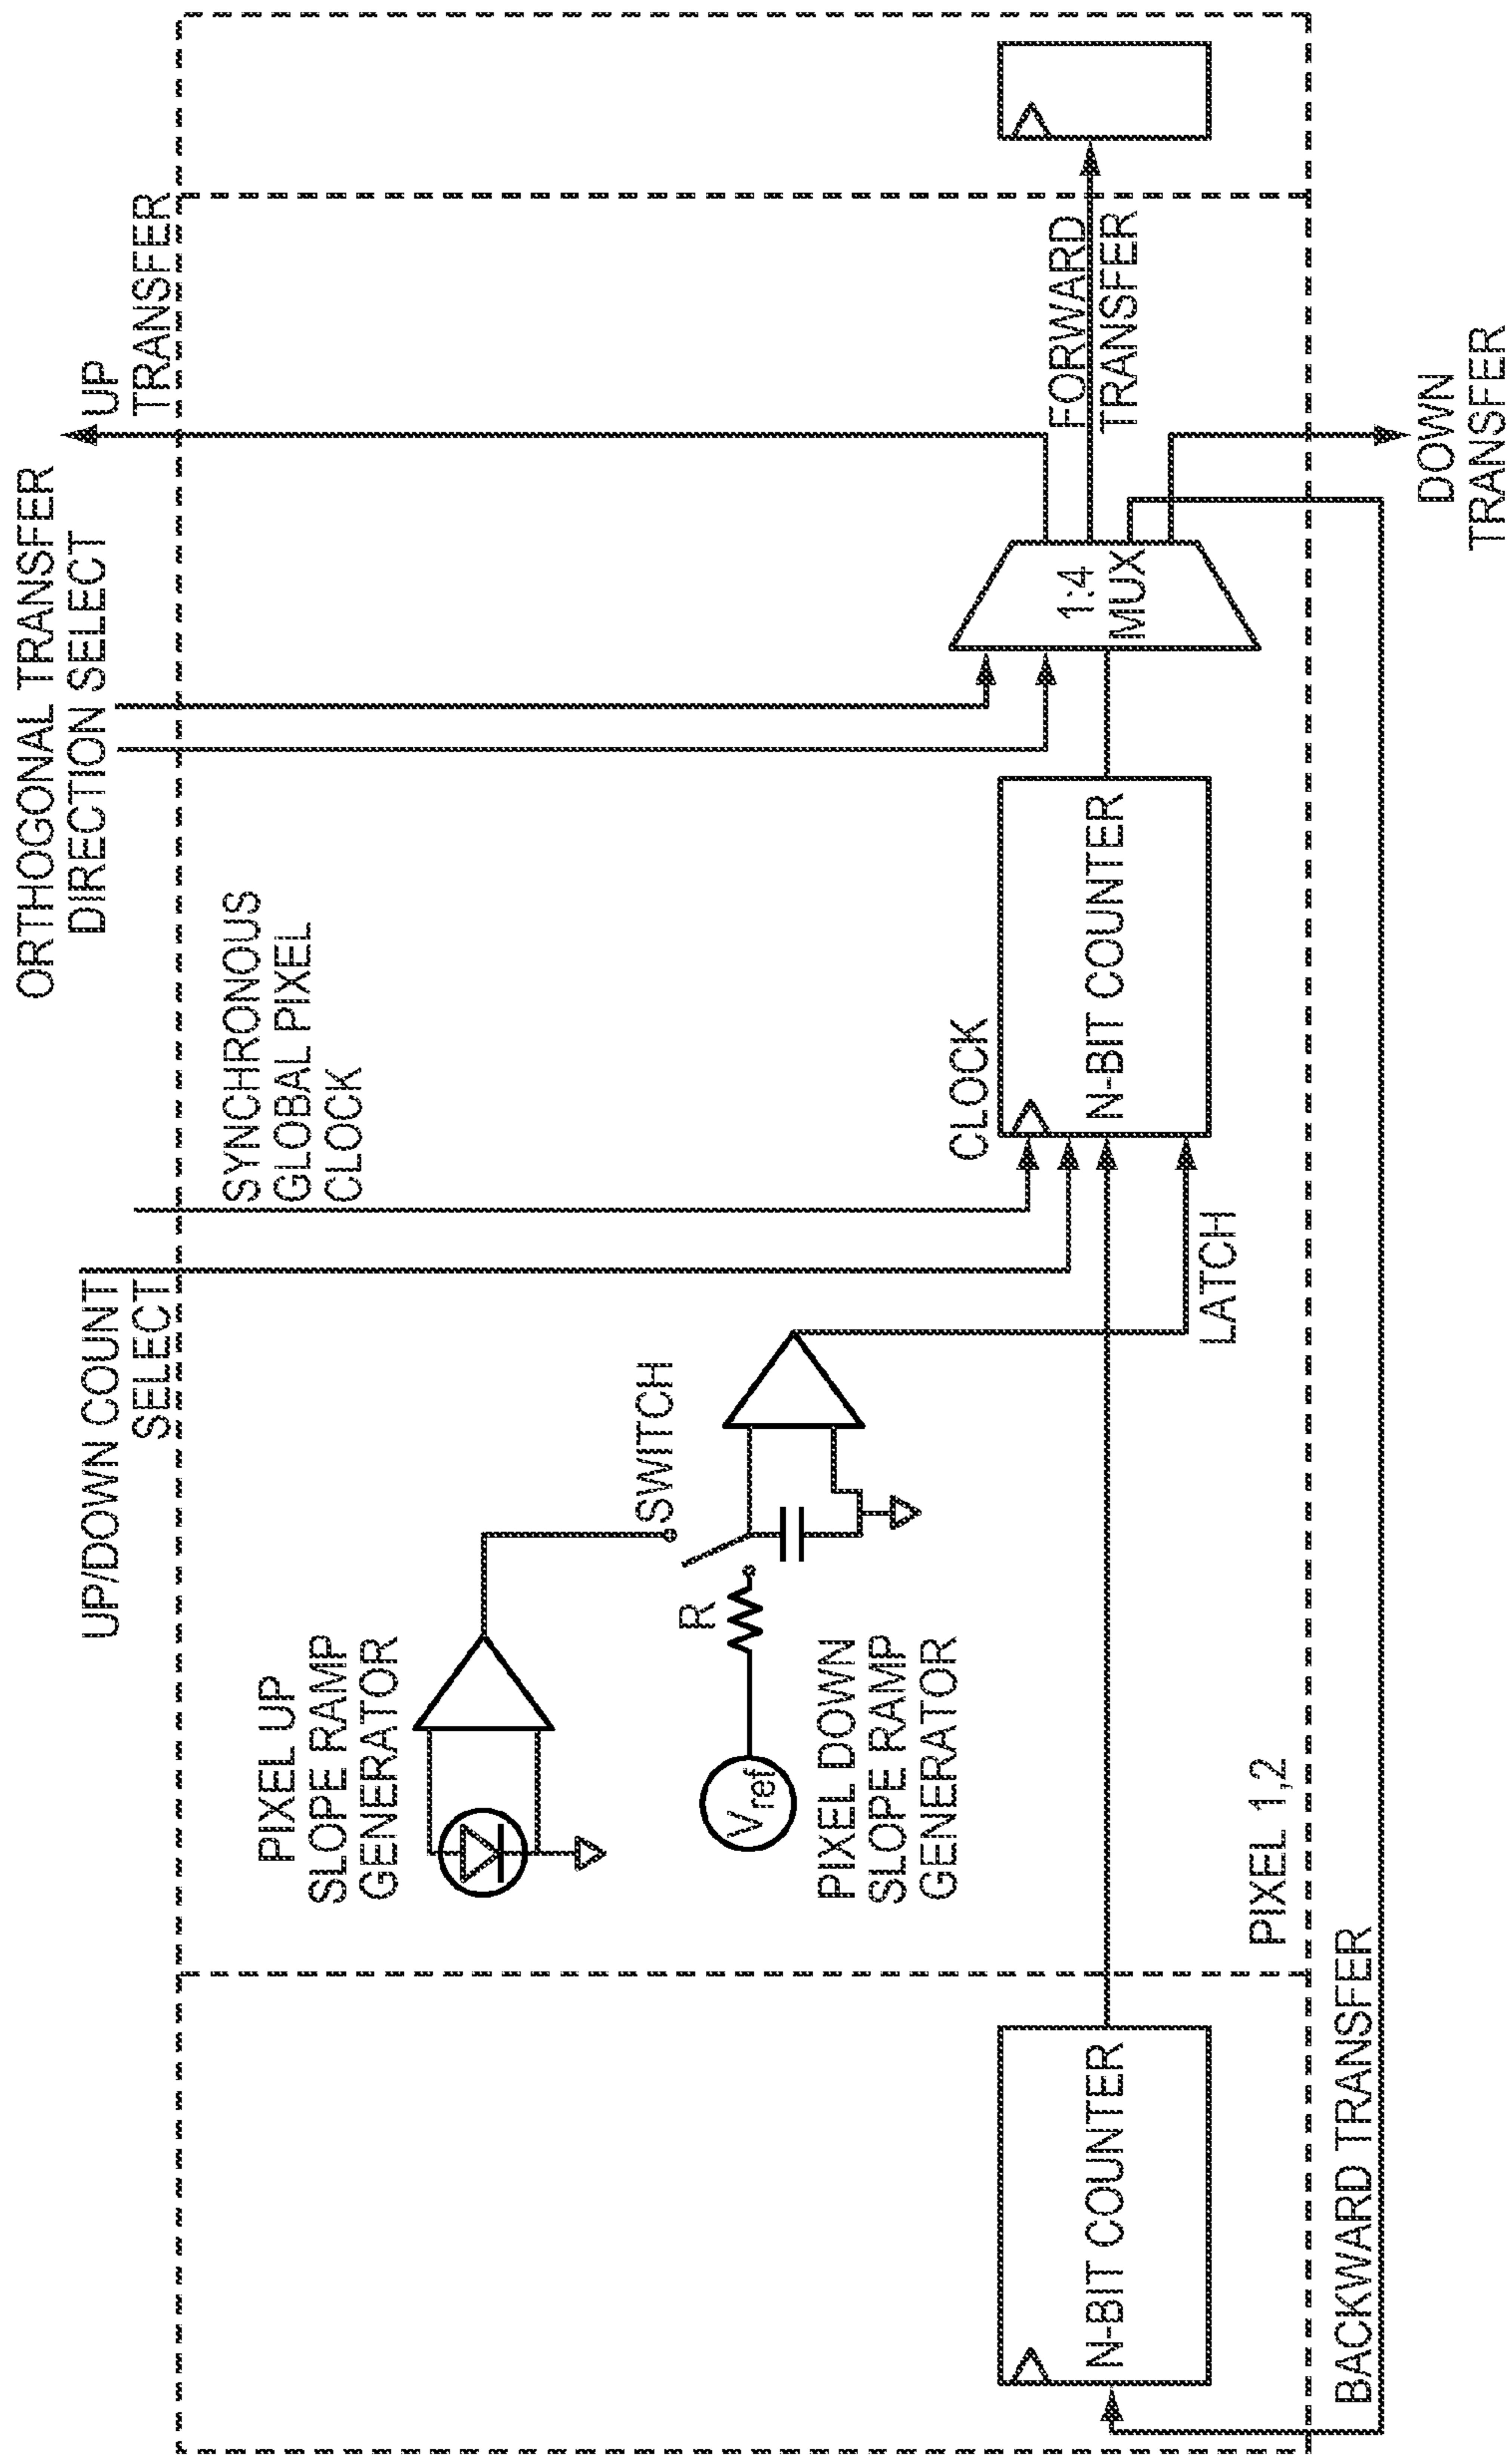 ORTHOGONAL TRANSFER
DIRECTION SELECT
UP
TRANSFER
UP/DOWN COUNT
SELECT
SYNCHRONOUS
GLOBAL PIXEL
CLOCK
PIXEL UP
SLOPE RAMP
GENERATOR
SWITCH
R
Vref
PIXEL DOWN
SLOPE RAMP
GENERATOR
CLOCK
N-BIT COUNTER
N-BIT COUNTER
LATCH
1:4
MUX
FORWARD
TRANSFER
PIXEL 1,2
BACKWARD TRANSFER
DOWN
TRANSFER